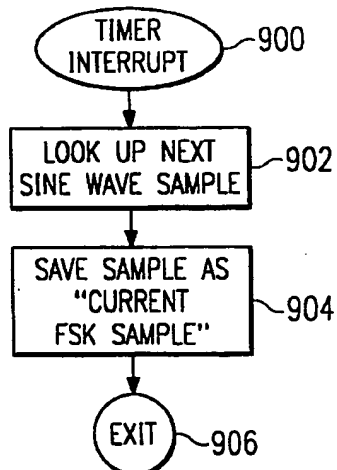 TIMER
INTERRUPT
900
LOOK UP NEXT
SINE WAVE SAMPLE
902
SAVE SAMPLE AS
"CURRENT
FSK SAMPLE"
904
EXIT
906